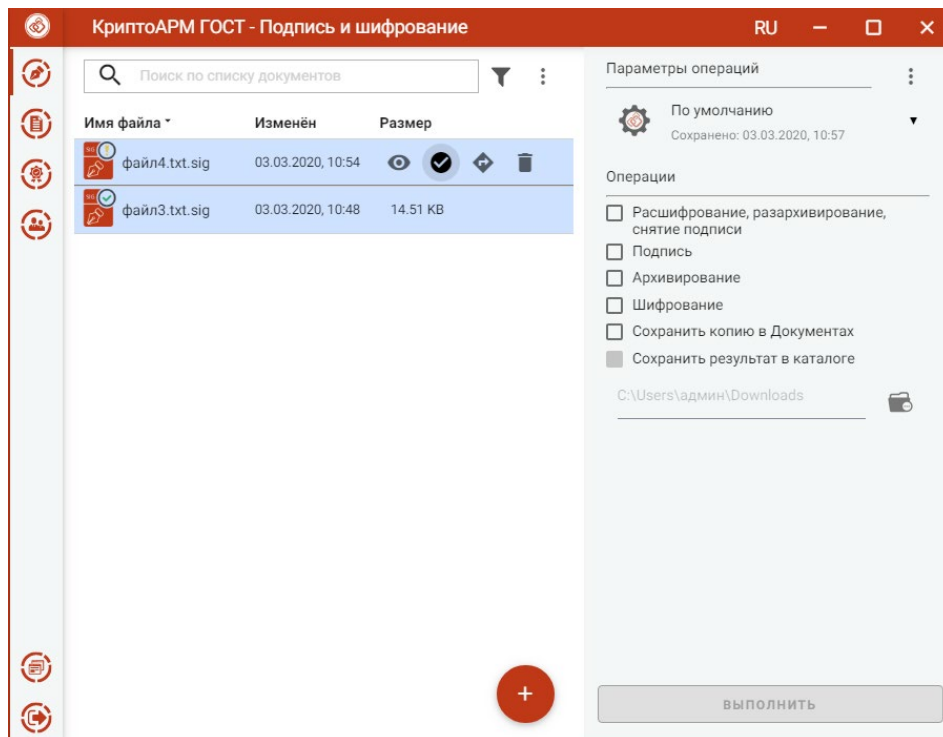 КриптоАРМ ГОСТ - Подпись и шифрование RU
Поиск по списку документов
Имя файла Изменён Размер
SIG файл4.txt.sig 03.03.2020, 10:54
SIG файл3.txt.sig 03.03.2020, 10:48 14.51 KB
Параметры операций
По умолчанию
Сохранено: 03.03.2020, 10:57
Операции
Расшифрование, разархивирование,
снятие подписи
Подпись
Архивирование
Шифрование
Сохранить копию в Документах
Сохранить результат в каталоге
C:\Users\админ\Downloads
ВЫПОЛНИТЬ